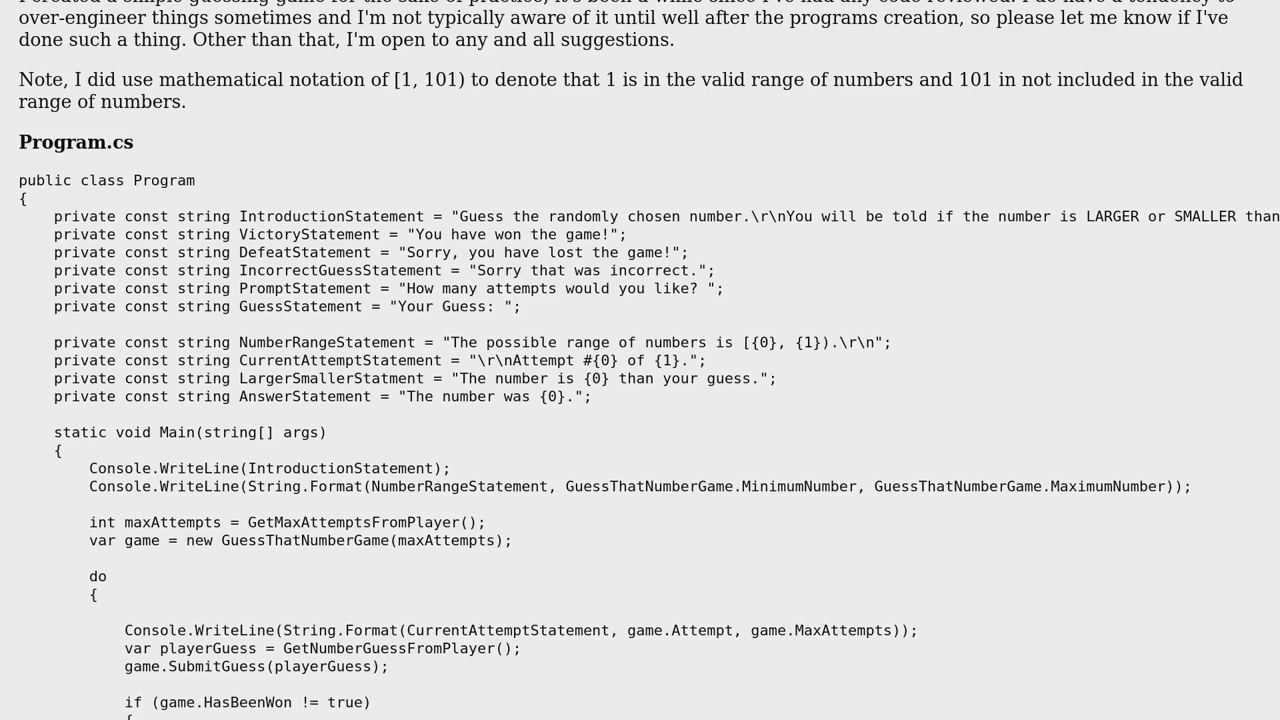 over-engineer things sometimes and I'm not typically aware of it until well after the programs creation, so please let me know if I've
done such a thing. Other than that, I'm open to any and all suggestions.
Note, I did use mathematical notation of [1, 101) to denote that 1 is in the valid range of numbers and 101 in not included in the valid
range of numbers.
Program.cs
public class Program
{
    private const string IntroductionStatement = "Guess the randomly chosen number.\r\nYou will be told if the number is LARGER or SMALLER than
    private const string VictoryStatement = "You have won the game!";
    private const string DefeatStatement = "Sorry, you have lost the game!";
    private const string IncorrectGuessStatement = "Sorry that was incorrect.";
    private const string PromptStatement = "How many attempts would you like? ";
    private const string GuessStatement = "Your Guess: ";
    private const string NumberRangeStatement = "The possible range of numbers is [{0}, {1}).\r\n";
    private const string CurrentAttemptStatement = "\r\nAttempt #{0} of {1}.";
    private const string LargerSmallerStatment = "The number is {0} than your guess.";
    private const string AnswerStatement = "The number was {0}.";
    static void Main(string[] args)
    {
        Console.WriteLine(IntroductionStatement);
        Console.WriteLine(String.Format(NumberRangeStatement, GuessThatNumberGame.MinimumNumber, GuessThatNumberGame.MaximumNumber));
        int maxAttempts = GetMaxAttemptsFromPlayer();
        var game = new GuessThatNumberGame(maxAttempts);
        do
        {
            Console.WriteLine(String.Format(CurrentAttemptStatement, game.Attempt, game.MaxAttempts));
            var playerGuess = GetNumberGuessFromPlayer();
            game.SubmitGuess(playerGuess);
            if (game.HasBeenWon != true)
            {